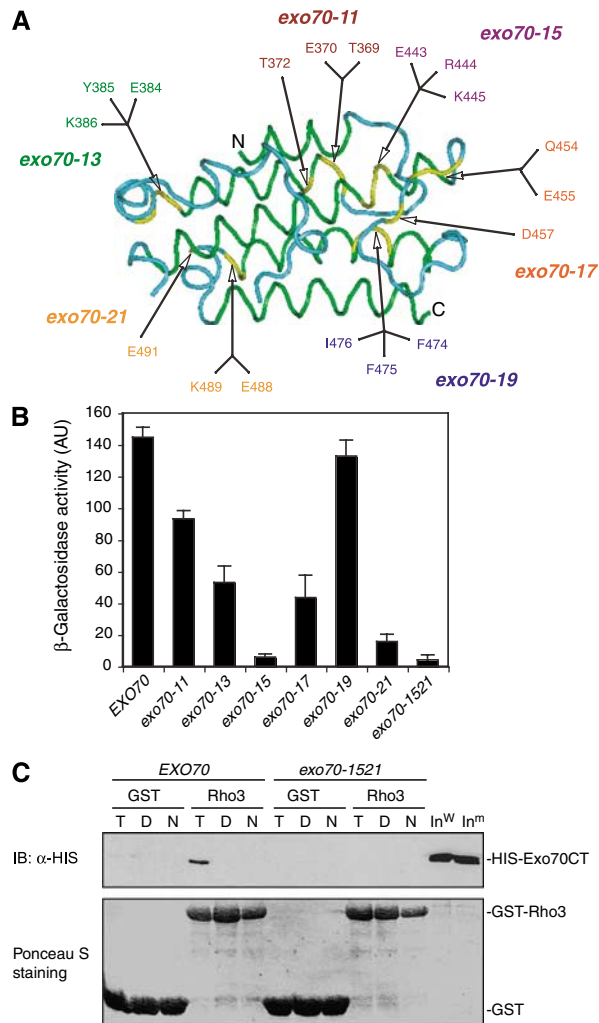 A
exo70-11
exo70-15
E370 T369
T372
E443
R444
K445
Y385 E384
K386
exo70-13
N
Q454
E455
D457
exo70-17
exo70-21
E491
K489 E488
C
I476 F474
F475
exo70-19
B
β-Galactosidase activity (AU)
160
140
120
100
80
60
40
20
0
EXO70
exo70-11
exo70-13
exo70-15
exo70-17
exo70-19
exo70-21
exo70-1521
C
EXO70 exo70-1521
GST Rho3 GST Rho3
T D N T D N T D N T D N InW Inm
IB: α-HIS
-HIS-Exo70CT
-GST-Rho3
Ponceau S
staining
-GST